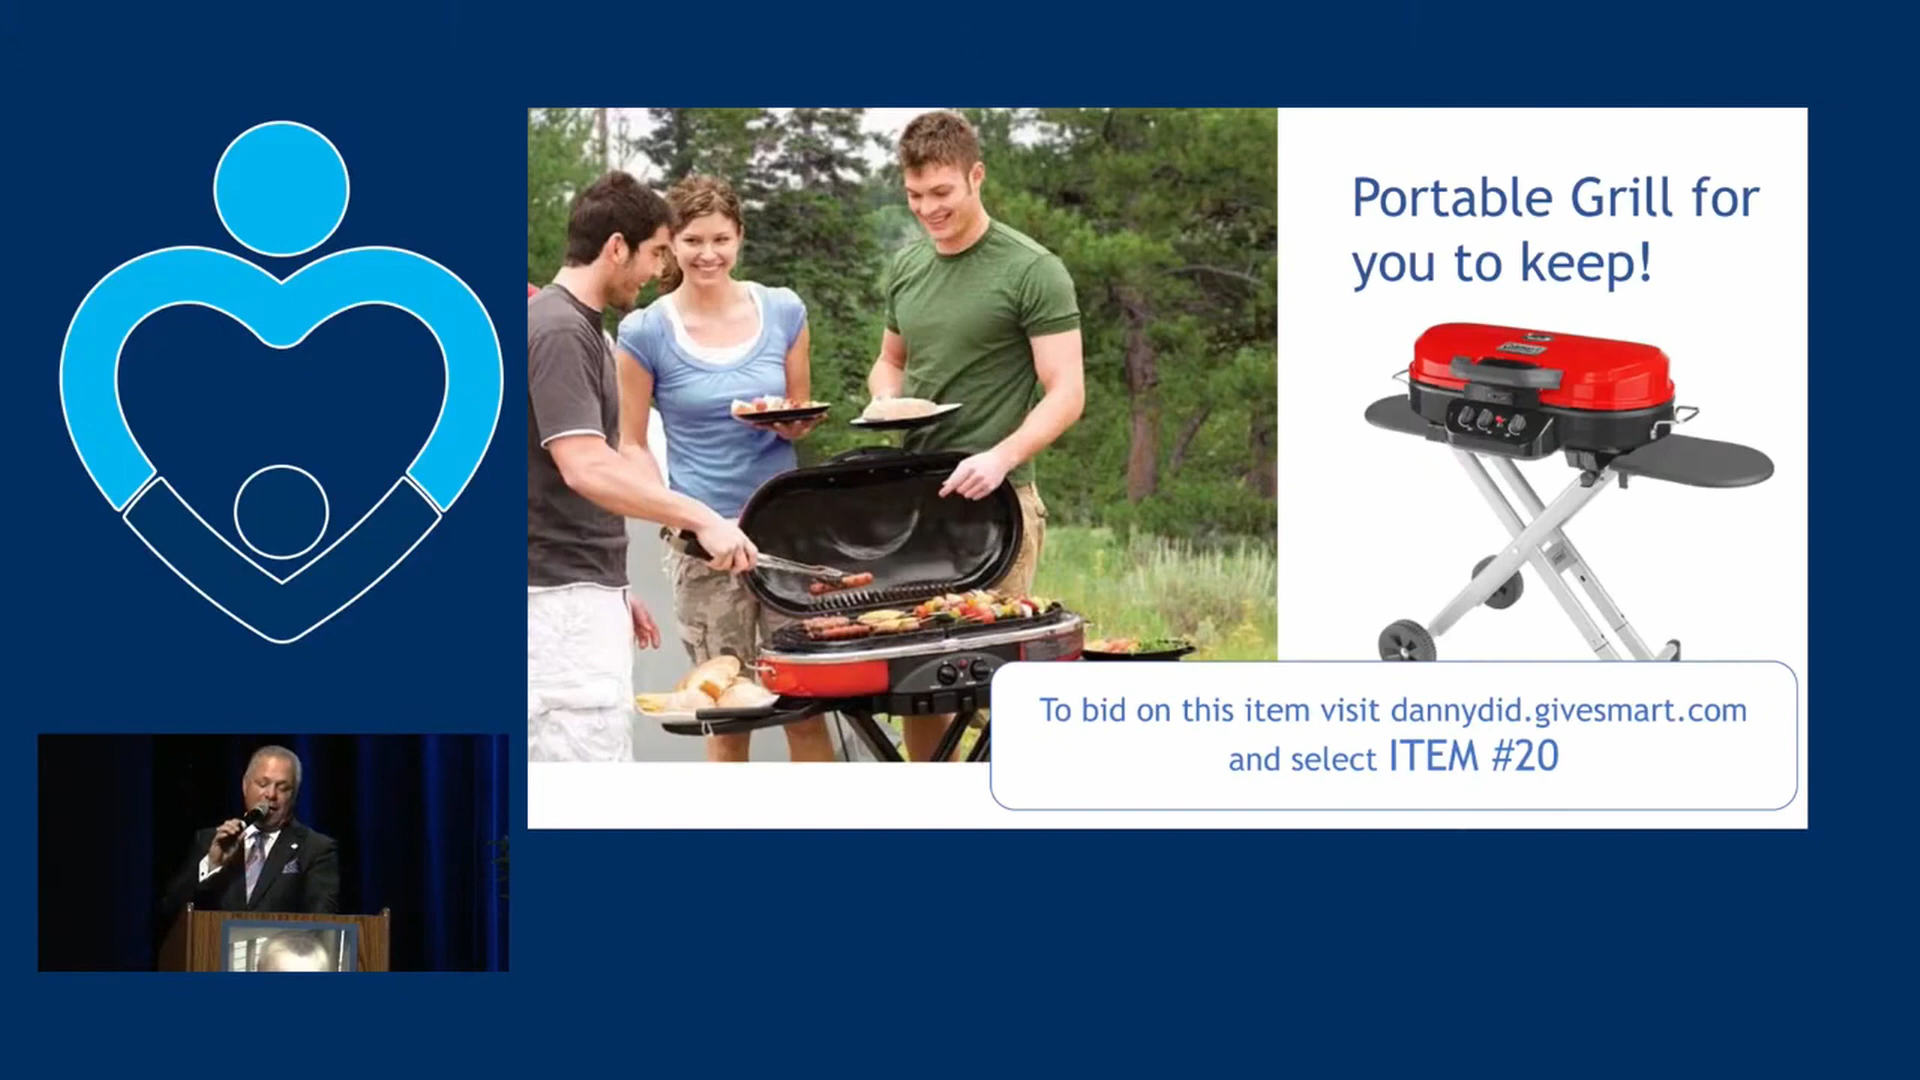 Portable Grill for
you to keep!
To bid on this item visit dannydid.givesmart.com
and select ITEM #20